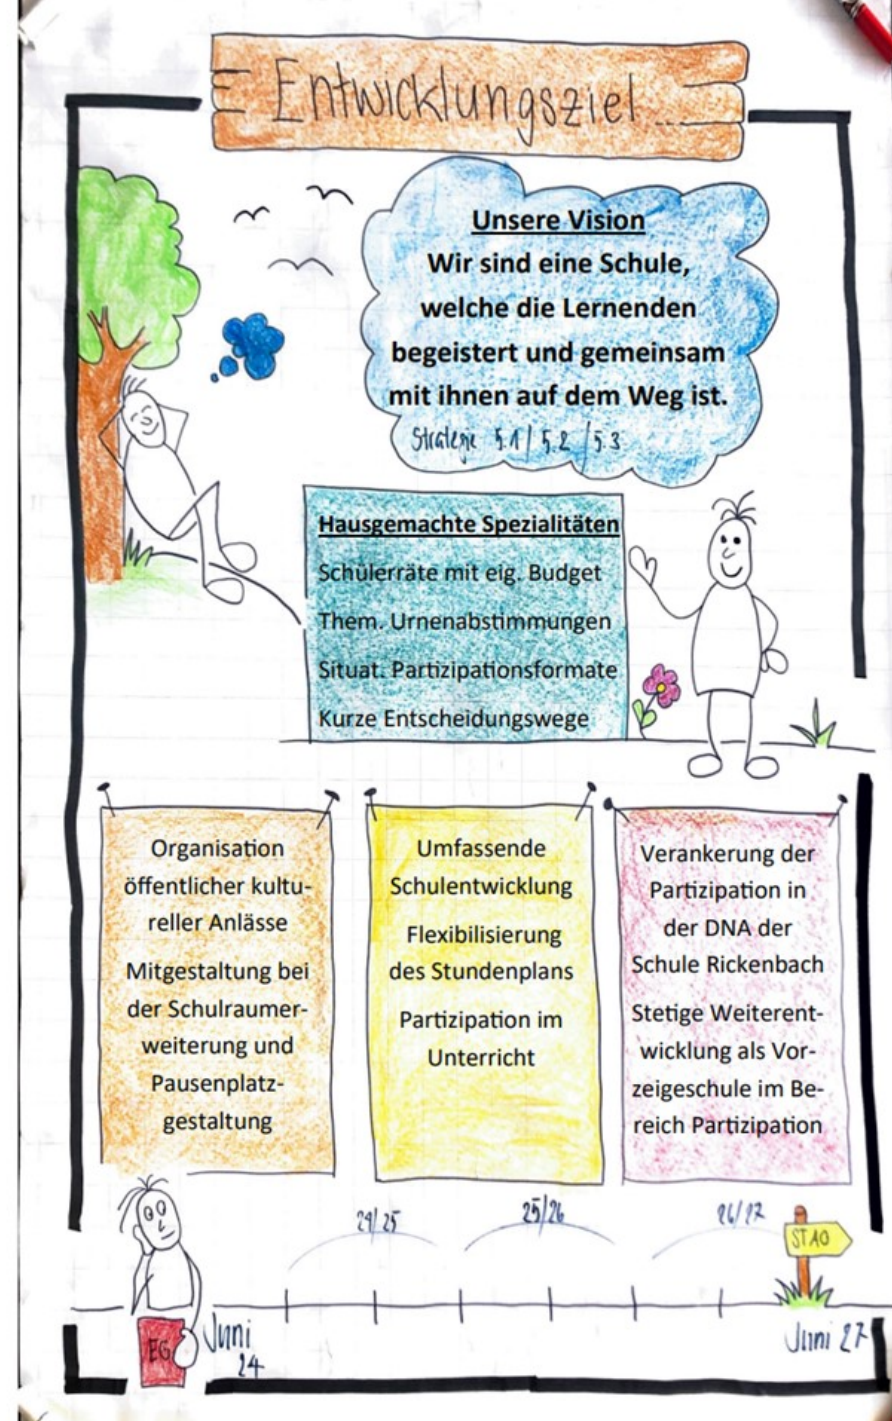 Entwicklungsziel...
Unsere Vision
Wir sind eine Schule,
welche die Lernenden
begeistert und gemeinsam
mit ihnen auf dem Weg ist.
Strategie 5.1/ 5.2 /5.3
Hausgemachte Spezialitäten
Schülerräte mit eig. Budget
Them. Urnenabstimmungen
Situat. Partizipationsformate
Kurze Entscheidungswege
Organisation
öffentlicher kultu-
reller Anlässe
Mitgestaltung bei
der Schulraumer-
weiterung und
Pausenplatz-
gestaltung
Umfassende
Schulentwicklung
Flexibilisierung
des Stundenplans
Partizipation im
Unterricht
Verankerung der
Partizipation in
der DNA der
Schule Rickenbach
Stetige Weiterent-
wicklung als Vor-
zeigeschule im Be-
reich Partizipation
24/25
25/26
26/27
STAO
EG
Juni
24
Juni 27